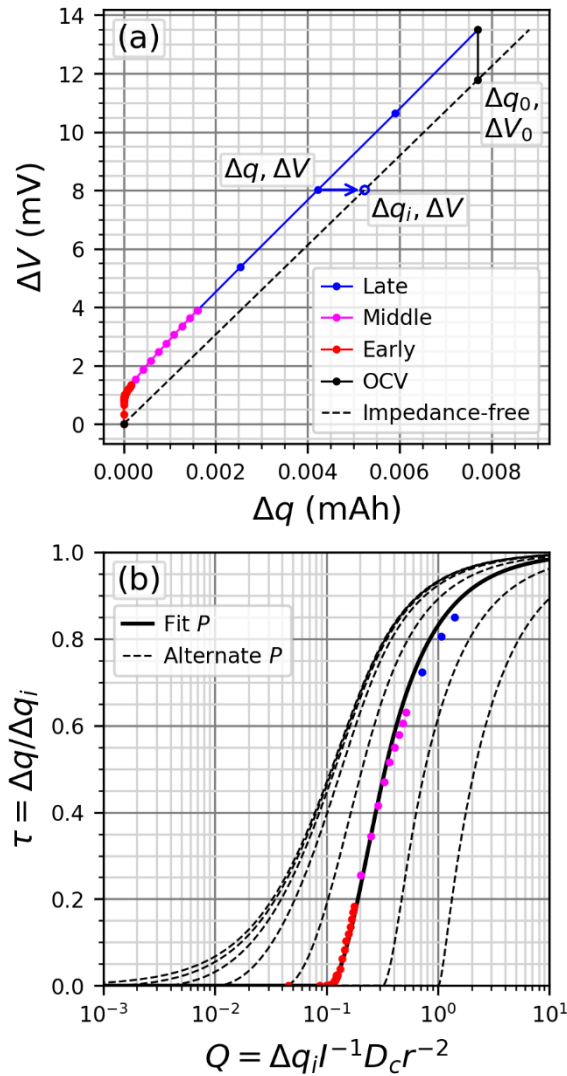 (a)
14
12
10
8
6
4
2
0
ΔV (mV)
Δq₀,
ΔV₀
Δq, ΔV
Δqᵢ, ΔV
Late
Middle
Early
OCV
Impedance-free
0.000 0.002 0.004 0.006 0.008
Δq (mAh)
(b)
1.0
0.8
0.6
0.4
0.2
0.0
τ = Δq/Δqᵢ
Fit P
Alternate P
10⁻³ 10⁻² 10⁻¹ 10⁰ 10¹
Q = ΔqᵢI⁻¹D_c r⁻²